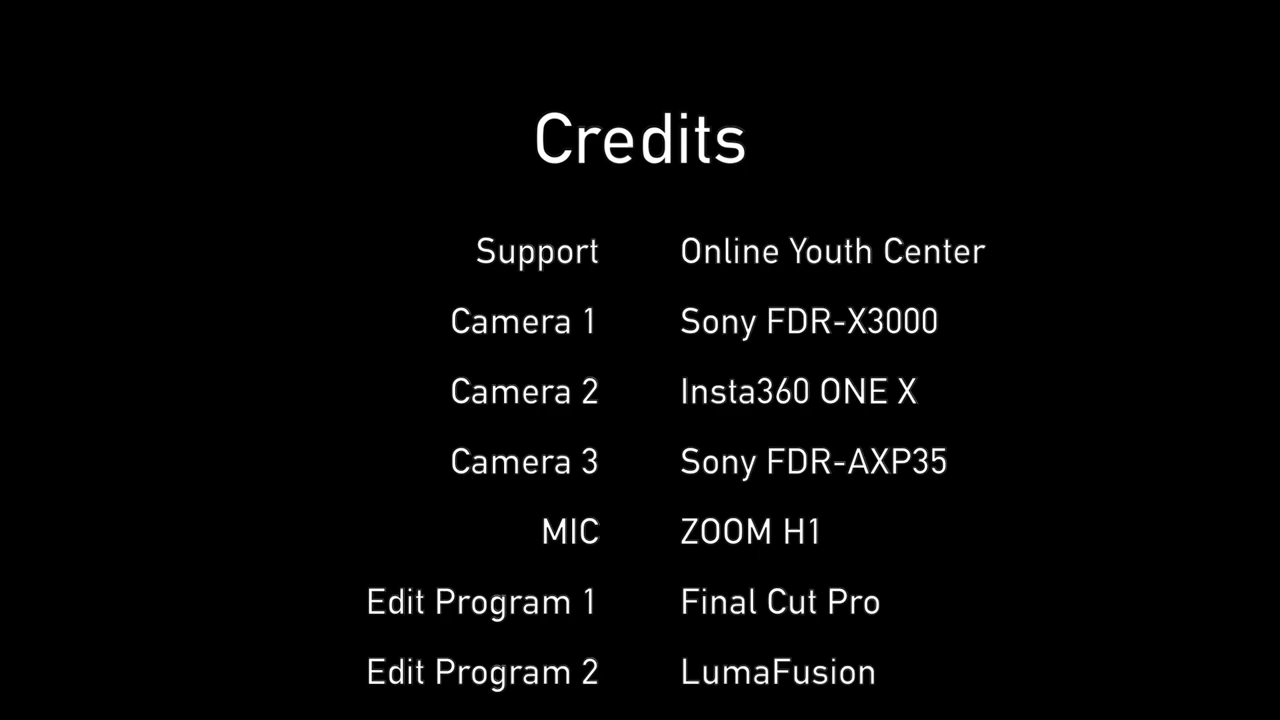 Credits
Support Online Youth Center
Camera 1 Sony FDR-X3000
Camera 2 Insta360 ONE X
Camera 3 Sony FDR-AXP35
MIC ZOOM H1
Edit Program 1 Final Cut Pro
Edit Program 2 LumaFusion